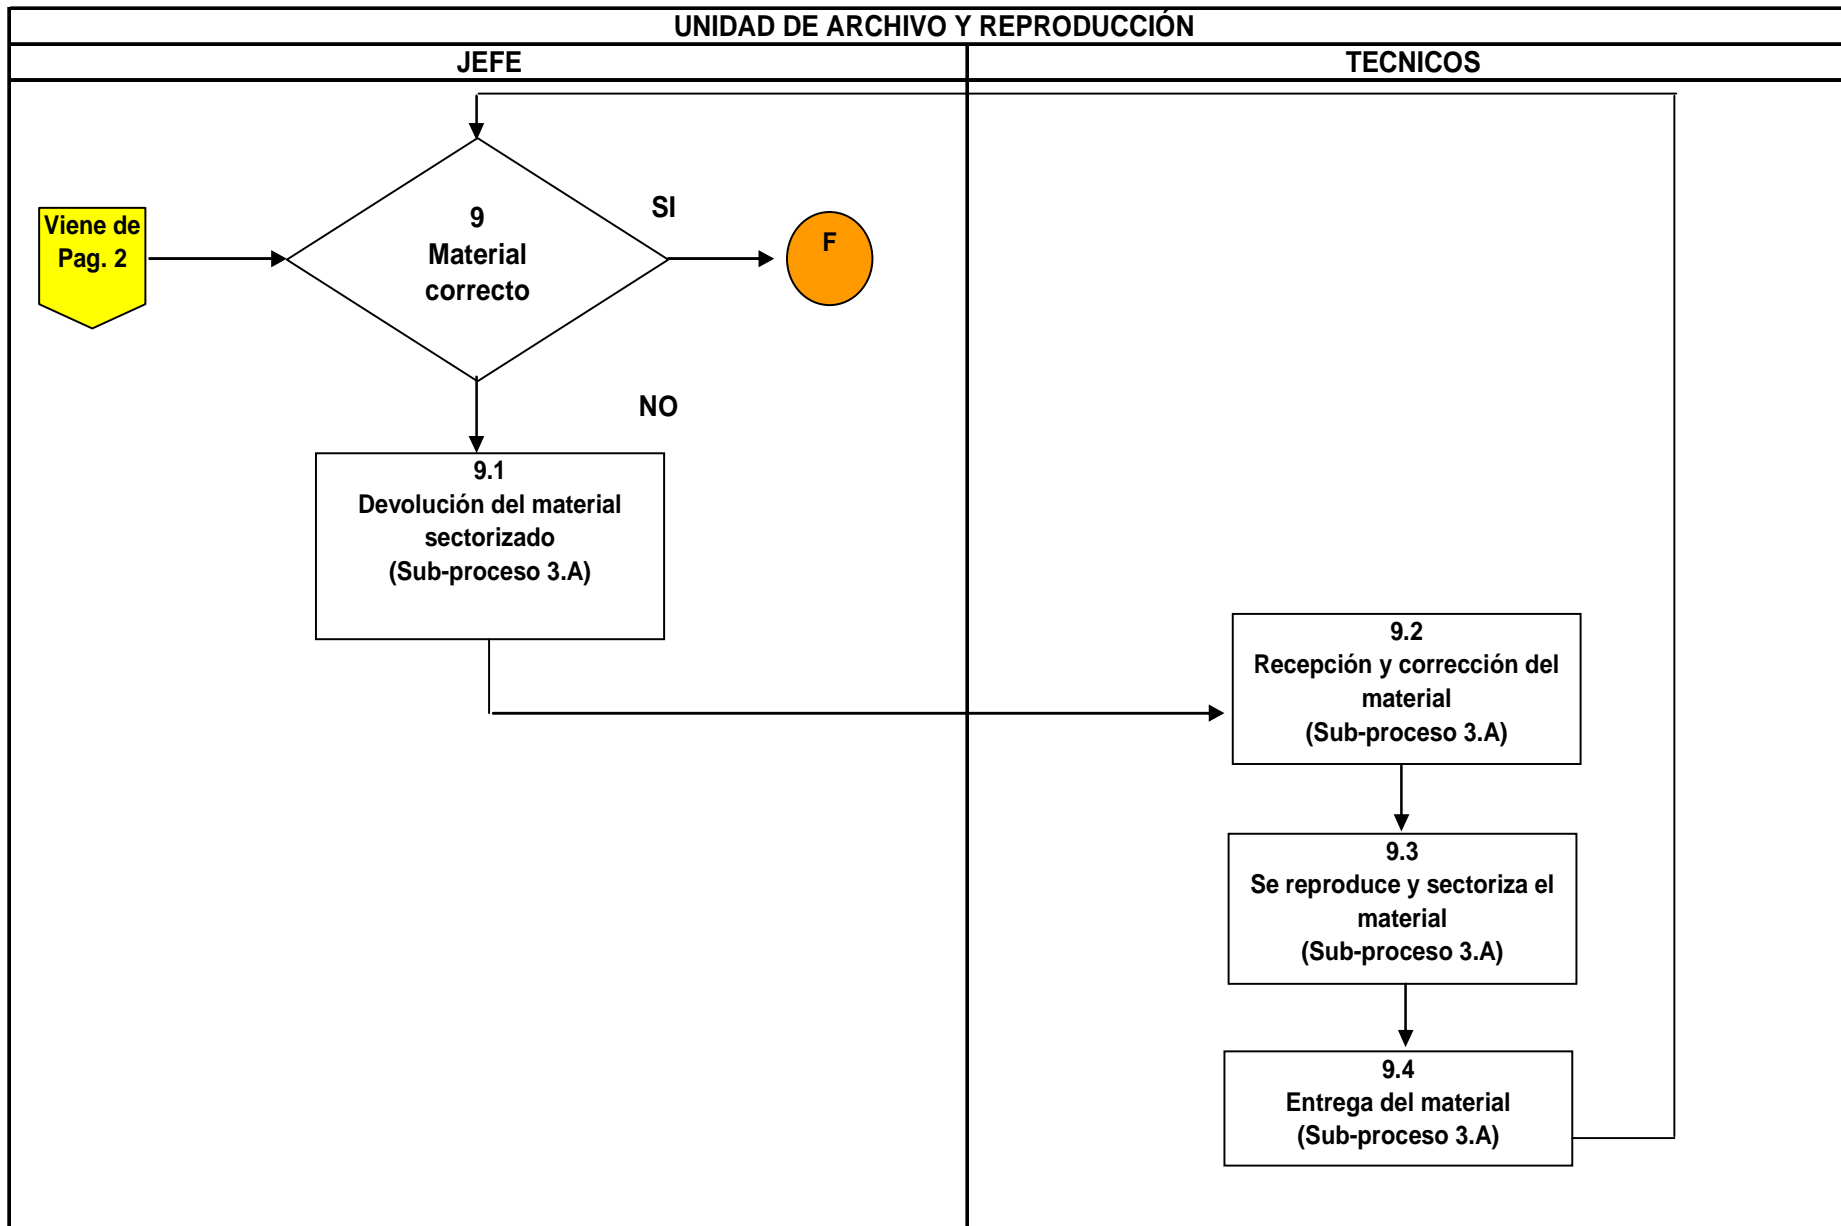 UNIDAD DE ARCHIVO Y REPRODUCCIÓN
JEFE
TECNICOS
Viene de
Pag. 2
9
Material
correcto
SI
F
NO
9.1
Devolución del material
sectorizado
(Sub-proceso 3.A)
9.2
Recepción y corrección del
material
(Sub-proceso 3.A)
9.3
Se reproduce y sectoriza el
material
(Sub-proceso 3.A)
9.4
Entrega del material
(Sub-proceso 3.A)